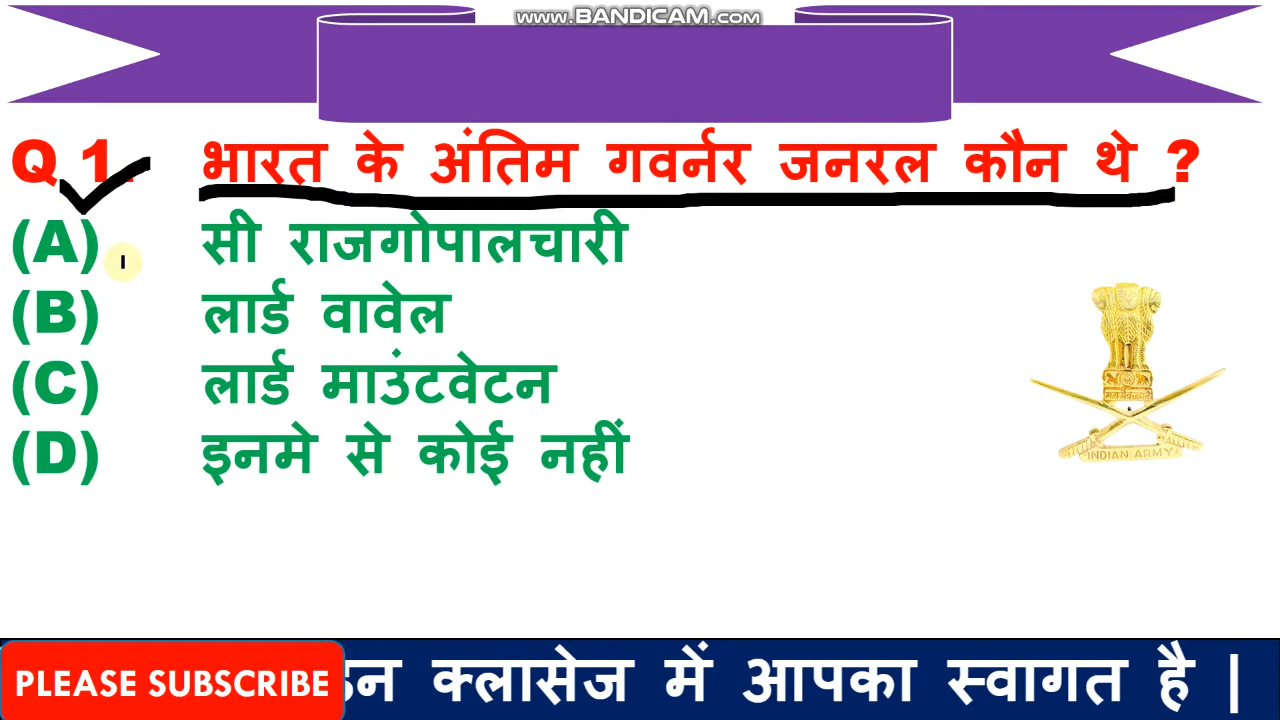 www.BANDICAM.com
Q 1. भारत के अंतिम गवर्नर जनरल कौन थे ?
(A) सी राजगोपालचारी
(B) लार्ड वावेल
(C) लार्ड माउंटवेटन
(D) इनमे से कोई नहीं
INDIAN ARMY
PLEASE SUBSCRIBE
क्लासेज में आपका स्वागत है |